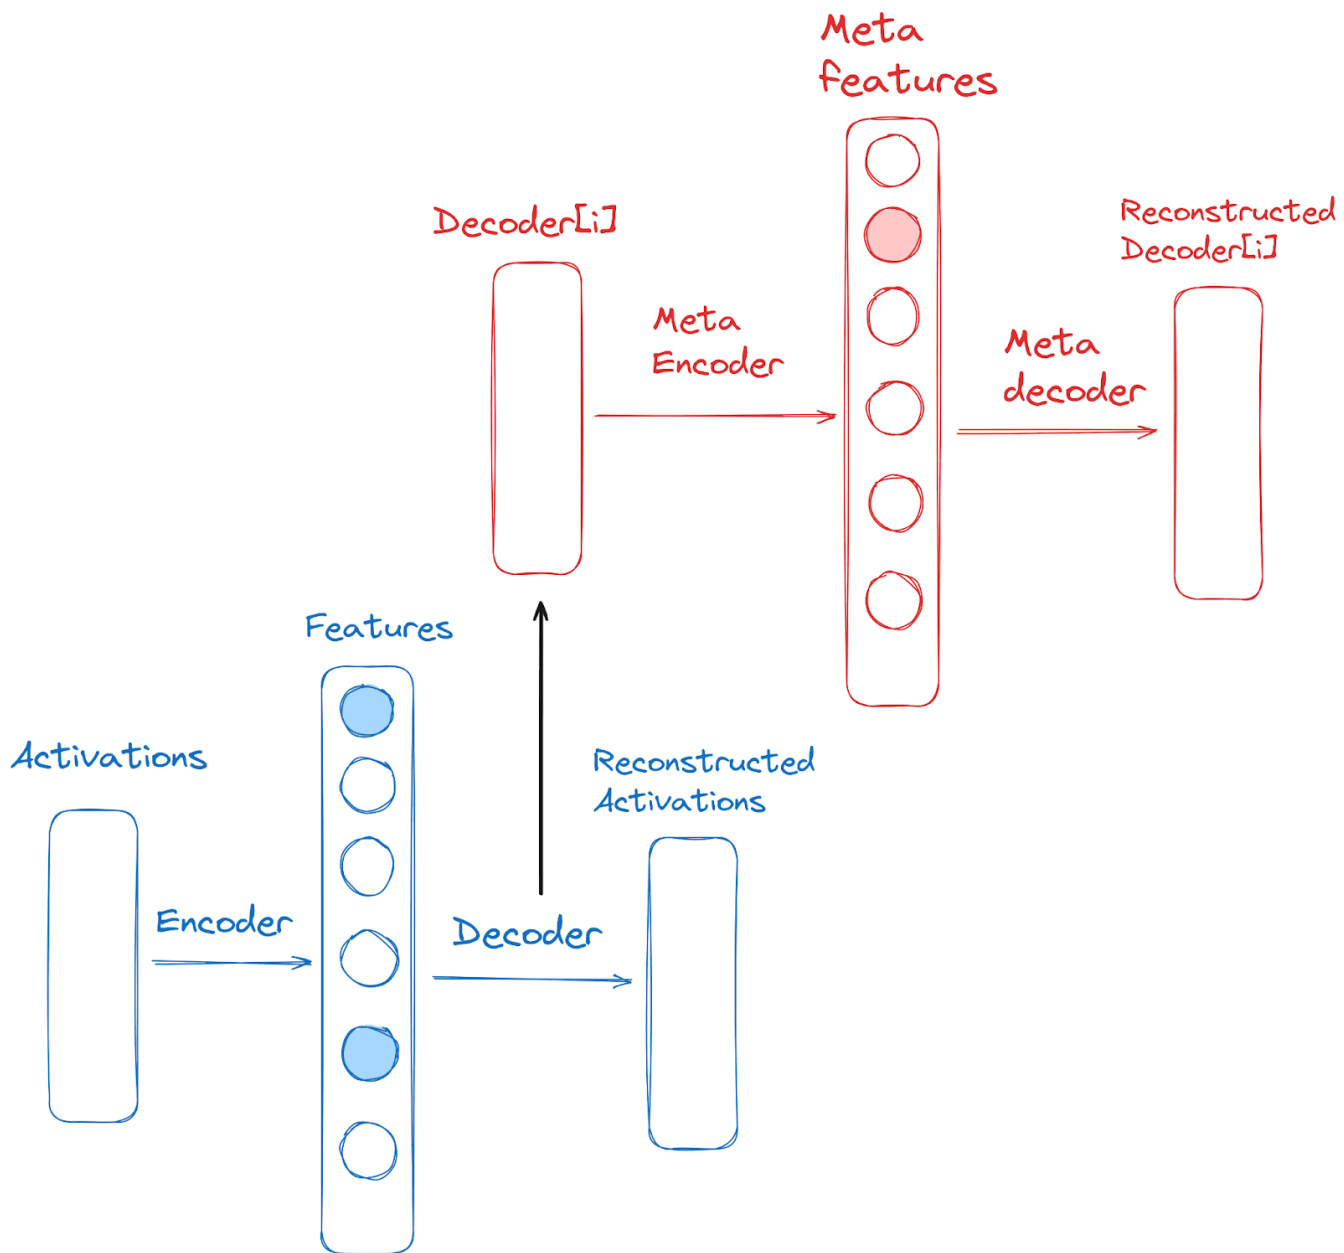 Meta
features
Decoder[i]
Reconstructed
Decoder[i]
Meta
Encoder
Meta
decoder
Features
Activations
Reconstructed
Activations
Encoder
Decoder